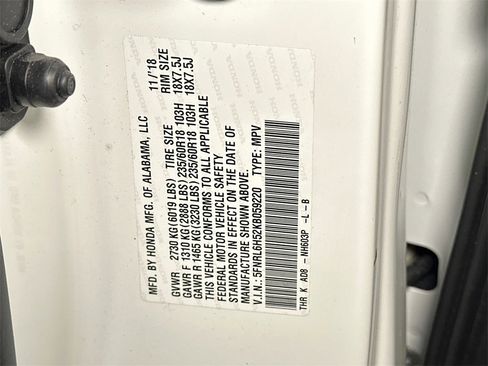 MFD. BY HONDA MFG. OF ALABAMA, LLC 11/'18
GVWR 2730 KG(6019 LBS) TIRE SIZE RIM SIZE
GAWR F 1310 KG(2888 LBS) 235/60R18 103H 18X7.5J
GAWR R 1465 KG(3230 LBS) 235/60R18 103H 18X7.5J
THIS VEHICLE CONFORMS TO ALL APPLICABLE
FEDERAL MOTOR VEHICLE SAFETY
STANDARDS IN EFFECT ON THE DATE OF
MANUFACTURE SHOWN ABOVE.
V.I.N.: 5FNRL6H52KB059220 TYPE: MPV
THR K AD8 - NH603P -L-B